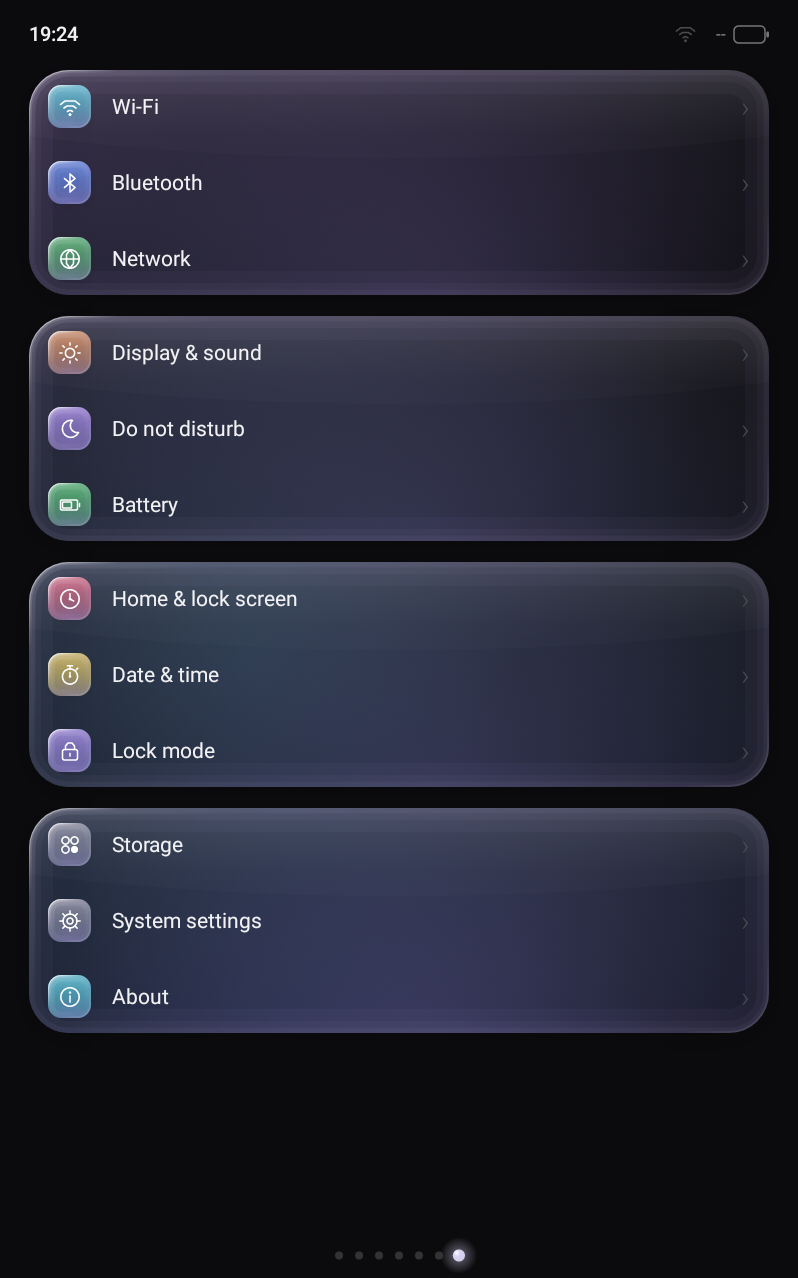 19:24
--
Wi-Fi
Bluetooth
Network
Display & sound
Do not disturb
Battery
Home & lock screen
Date & time
Lock mode
Storage
System settings
About